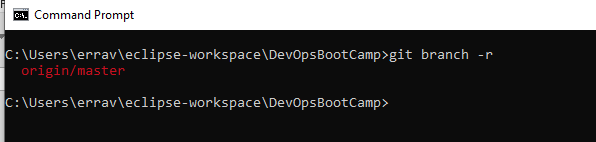 Command Prompt
C:\Users\errav\eclipse-workspace\DevOpsBootCamp>git branch -r
origin/master
C:\Users\errav\eclipse-workspace\DevOpsBootCamp>